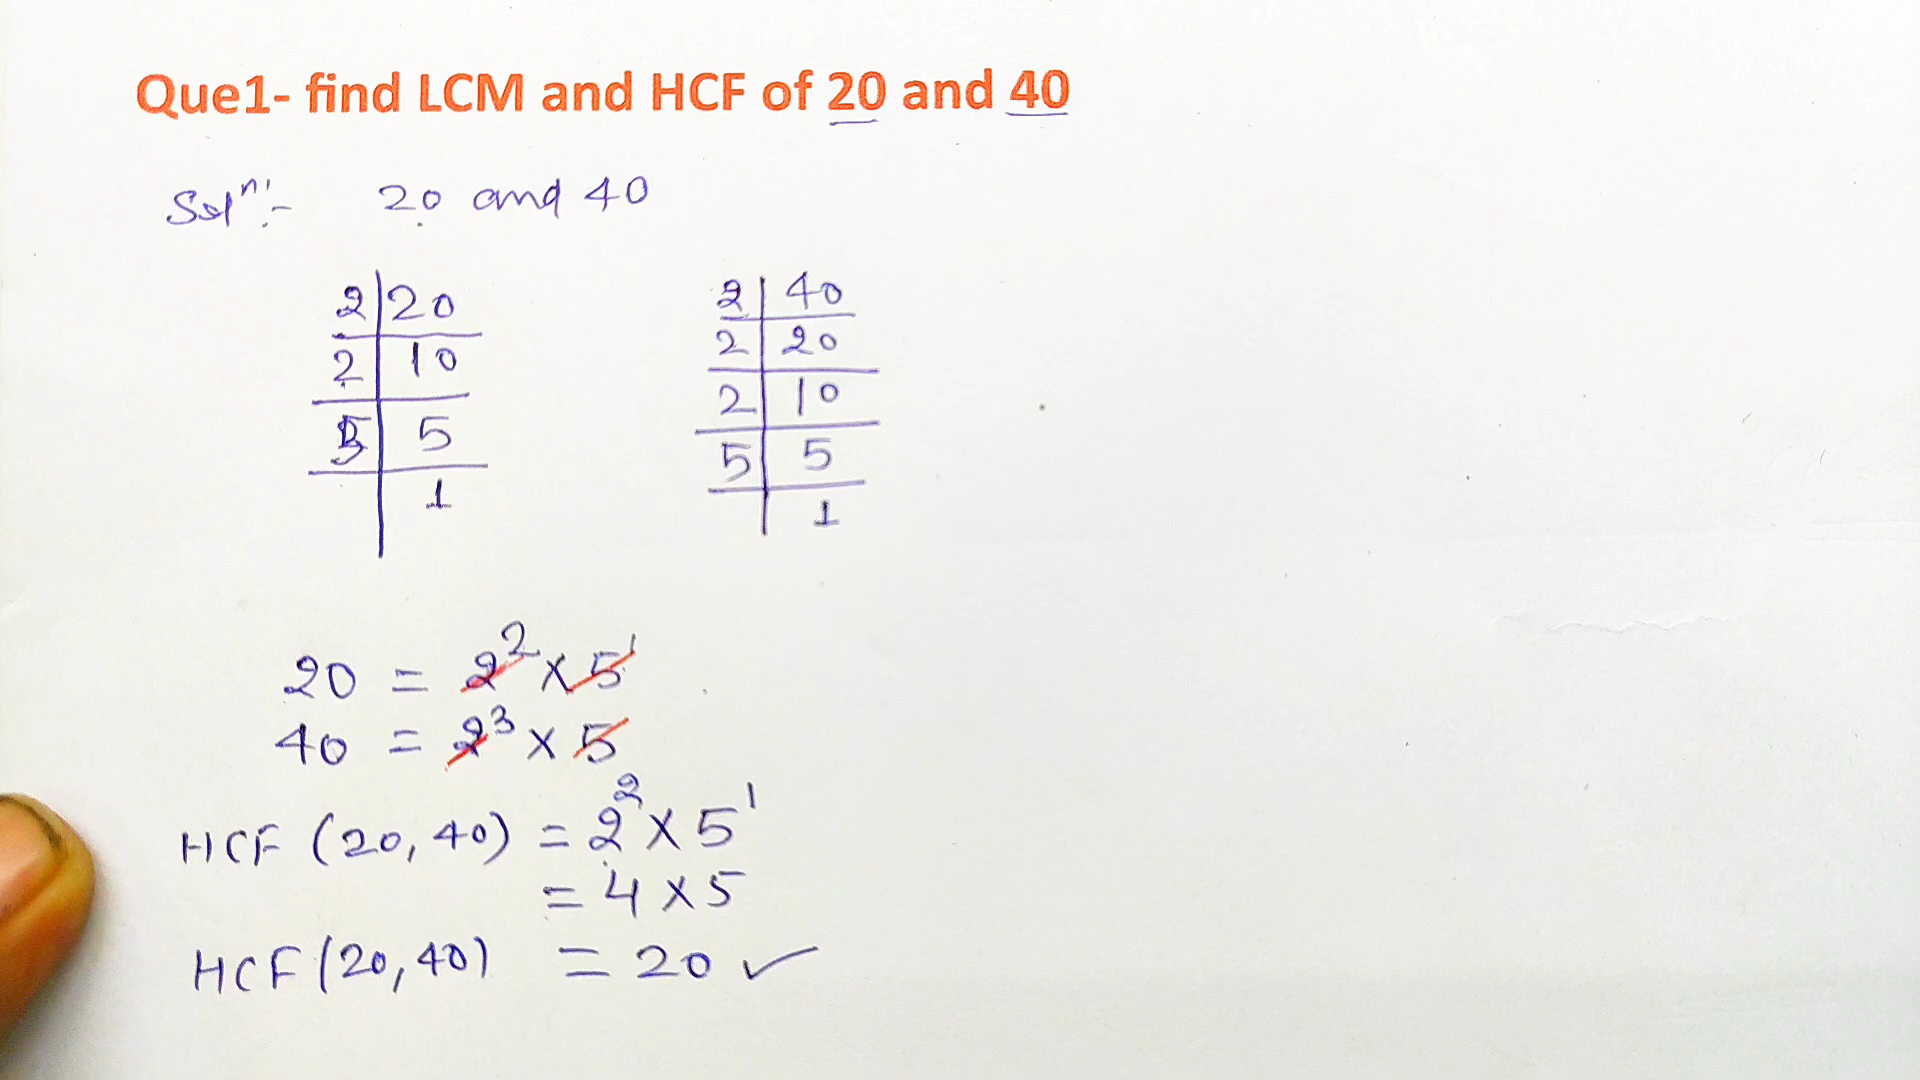 Que1- find LCM and HCF of 20 and 40
Solⁿ:- 20 and 40
2 | 20 2 | 40
2 | 10 2 | 20
5 | 5 2 | 10
1 5 | 5
1
20 = 2² × 5¹
40 = 2³ × 5
HCF (20, 40) = 2² × 5¹
= 4 × 5
HCF (20, 40) = 20 ✓